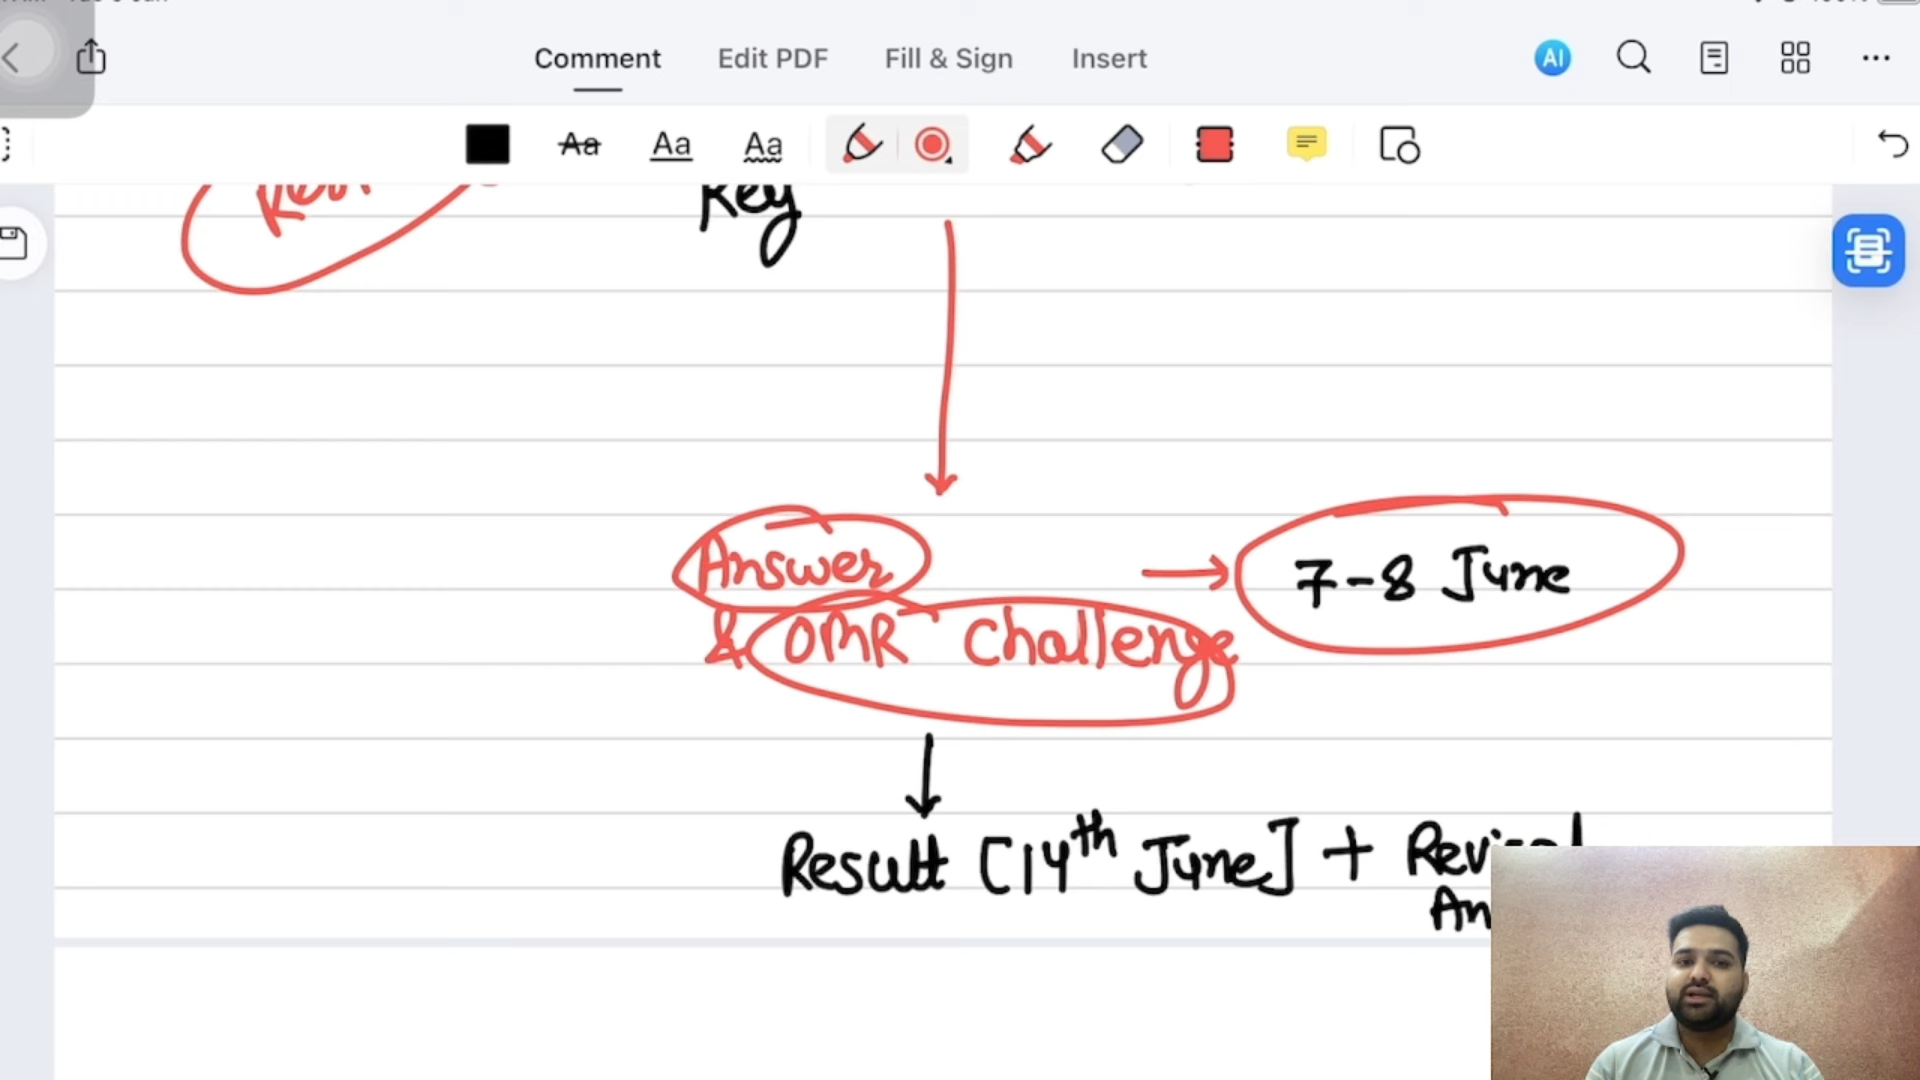 Comment Edit PDF Fill & Sign Insert AI
Aa Aa Aa
Key
Answer → 7-8 June
& OMR Challenge
Result [14th June] +